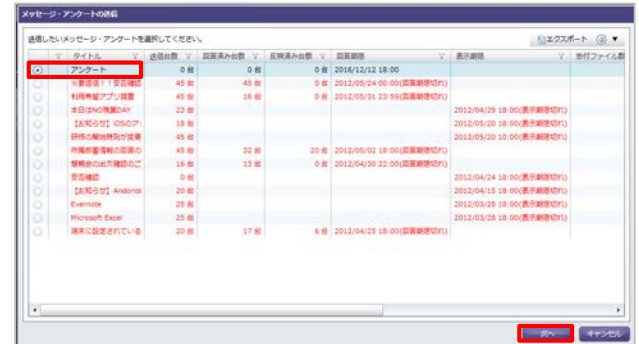 メッセージ・アンケートの送信
送信したいメッセージ・アンケートを選択してください。
エクスポート
タイトル 送信台数 回答済み台数 反映済み台数 回答期限 表示期限 添付ファイル数
アンケート 0 台 0 台 0 台 2016/12/12 18:00
※要返信！！安否確認 45 台 45 台 0 台 2012/05/24 00:00(回答期限切れ)
利用希望アプリ調査 45 台 16 台 0 台 2012/05/31 23:59(回答期限切れ)
本日はNO残業DAY 23 台 2012/04/29 18:00(表示期限切れ)
【お知らせ】iOSのア 18 台 2012/05/20 18:00(表示期限切れ)
研修の開始時刻が変更 45 台 2012/05/20 10:00(表示期限切れ)
所属部署情報の回答の 45 台 32 台 20 台 2012/05/02 18:00(回答期限切れ)
懇親会の出欠確認のご 16 台 13 台 0 台 2012/04/30 22:00(回答期限切れ)
安否確認 0 台 2012/04/24 18:00(表示期限切れ)
【お知らせ】Andoroid 20 台 2012/04/15 18:00(表示期限切れ)
Evernote 25 台 2012/03/28 18:00(表示期限切れ)
Microsoft Excel 25 台 2012/03/28 18:00(表示期限切れ)
端末に設定されている 20 台 17 台 6 台 2012/04/25 18:00(回答期限切れ)
次へ キャンセル